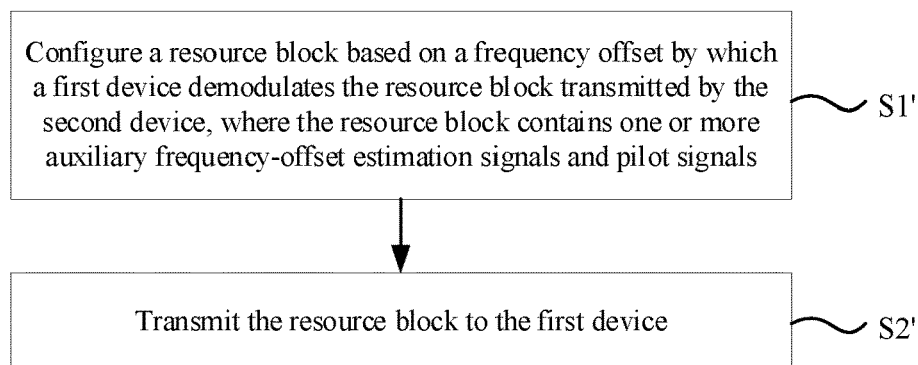 Configure a resource block based on a frequency offset by which
a first device demodulates the resource block transmitted by the
second device, where the resource block contains one or more
auxiliary frequency-offset estimation signals and pilot signals
S1'
Transmit the resource block to the first device
S2'